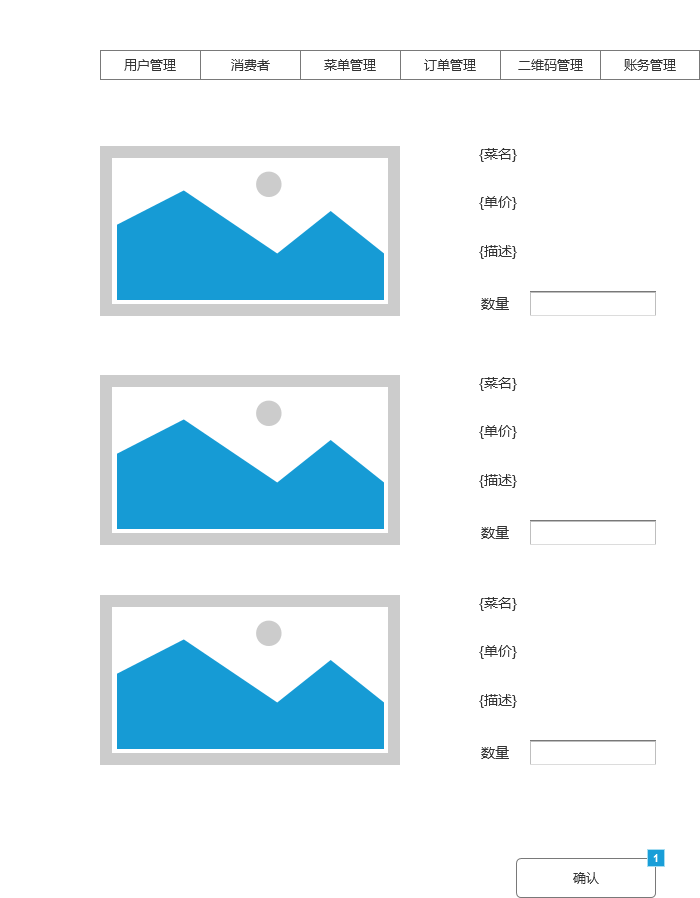 用户管理 消费者 菜单管理 订单管理 二维码管理 账务管理
{菜名}
{单价}
{描述}
数量
{菜名}
{单价}
{描述}
数量
{菜名}
{单价}
{描述}
数量
1
确认